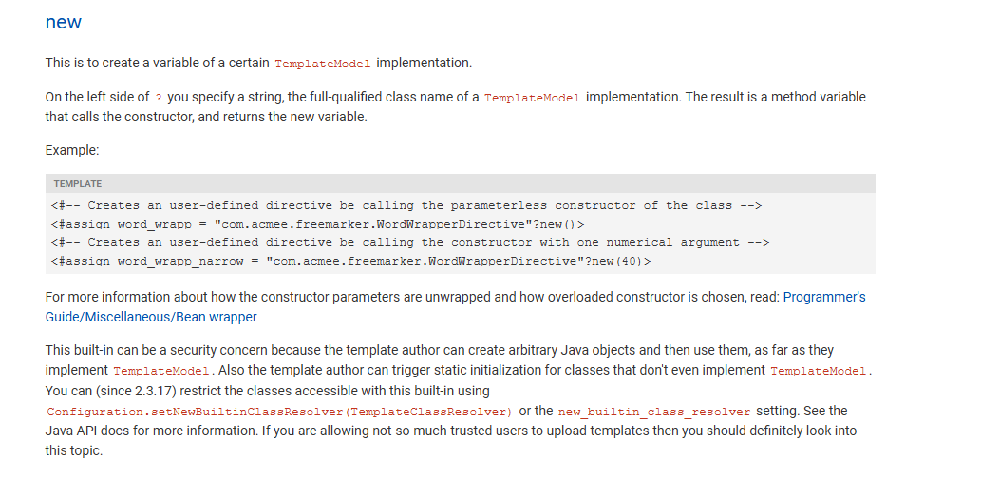 new
This is to create a variable of a certain TemplateModel implementation.
On the left side of ? you specify a string, the full-qualified class name of a TemplateModel implementation. The result is a method variable
that calls the constructor, and returns the new variable.
Example:
TEMPLATE
<#-- Creates an user-defined directive be calling the parameterless constructor of the class -->
<#assign word_wrapp = "com.acmee.freemarker.WordWrapperDirective"?new()>
<#-- Creates an user-defined directive be calling the constructor with one numerical argument -->
<#assign word_wrapp_narrow = "com.acmee.freemarker.WordWrapperDirective"?new(40)>
For more information about how the constructor parameters are unwrapped and how overloaded constructor is chosen, read: Programmer's
Guide/Miscellaneous/Bean wrapper
This built-in can be a security concern because the template author can create arbitrary Java objects and then use them, as far as they
implement TemplateModel. Also the template author can trigger static initialization for classes that don't even implement TemplateModel.
You can (since 2.3.17) restrict the classes accessible with this built-in using
Configuration.setNewBuiltinClassResolver(TemplateClassResolver) or the new_builtin_class_resolver setting. See the
Java API docs for more information. If you are allowing not-so-much-trusted users to upload templates then you should definitely look into
this topic.